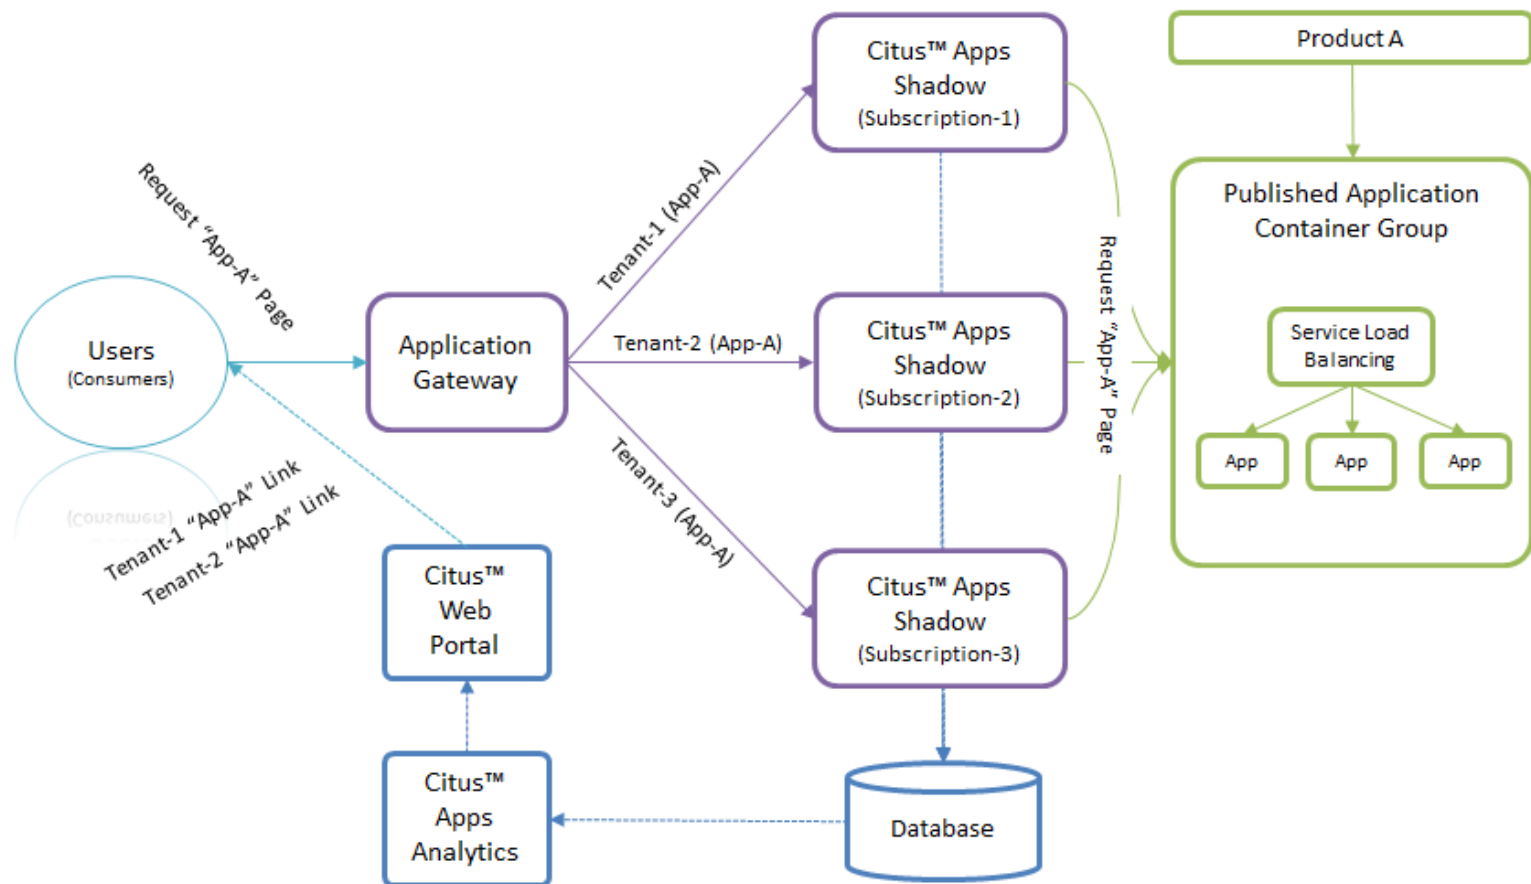 Citus™ Apps
Shadow
(Subscription-1)
Product A
Request “App-A” Page
Tenant-1 (App-A)
Published Application
Container Group
Users
(Consumers)
Application
Gateway
Tenant-2 (App-A)
Citus™ Apps
Shadow
(Subscription-2)
Request “App-A” Page
Service Load
Balancing
App
App
App
Tenant-3 (App-A)
(Consumers)
Tenant-1 “App-A” Link
Tenant-2 “App-A” Link
Citus™
Web
Portal
Citus™ Apps
Shadow
(Subscription-3)
Citus™
Apps
Analytics
Database